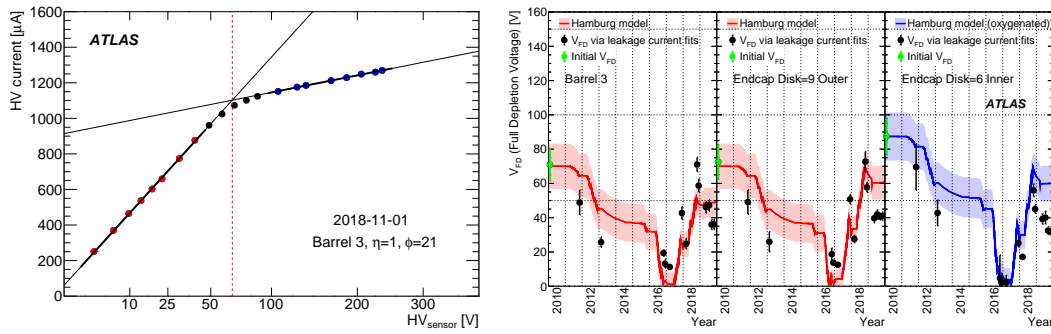 HV current [μA]
1600
1400
1200
1000
800
600
400
200
0
ATLAS
2018-11-01
Barrel 3, η=1, ϕ=21
10 25 50 100 200 300
HV_sensor [V]
V_FD (Full Depletion Voltage) [V]
160
140
120
100
80
60
40
20
0
Hamburg model
V_FD via leakage current fits
Initial V_FD
Barrel 3
2010 2012 2014 2016 2018
Year
Hamburg model
V_FD via leakage current fits
Initial V_FD
Endcap Disk=9 Outer
2010 2012 2014 2016 2018
Year
Hamburg model (oxygenated)
V_FD via leakage current fits
Initial V_FD
Endcap Disk=6 Inner
ATLAS
2010 2012 2014 2016 2018
Year